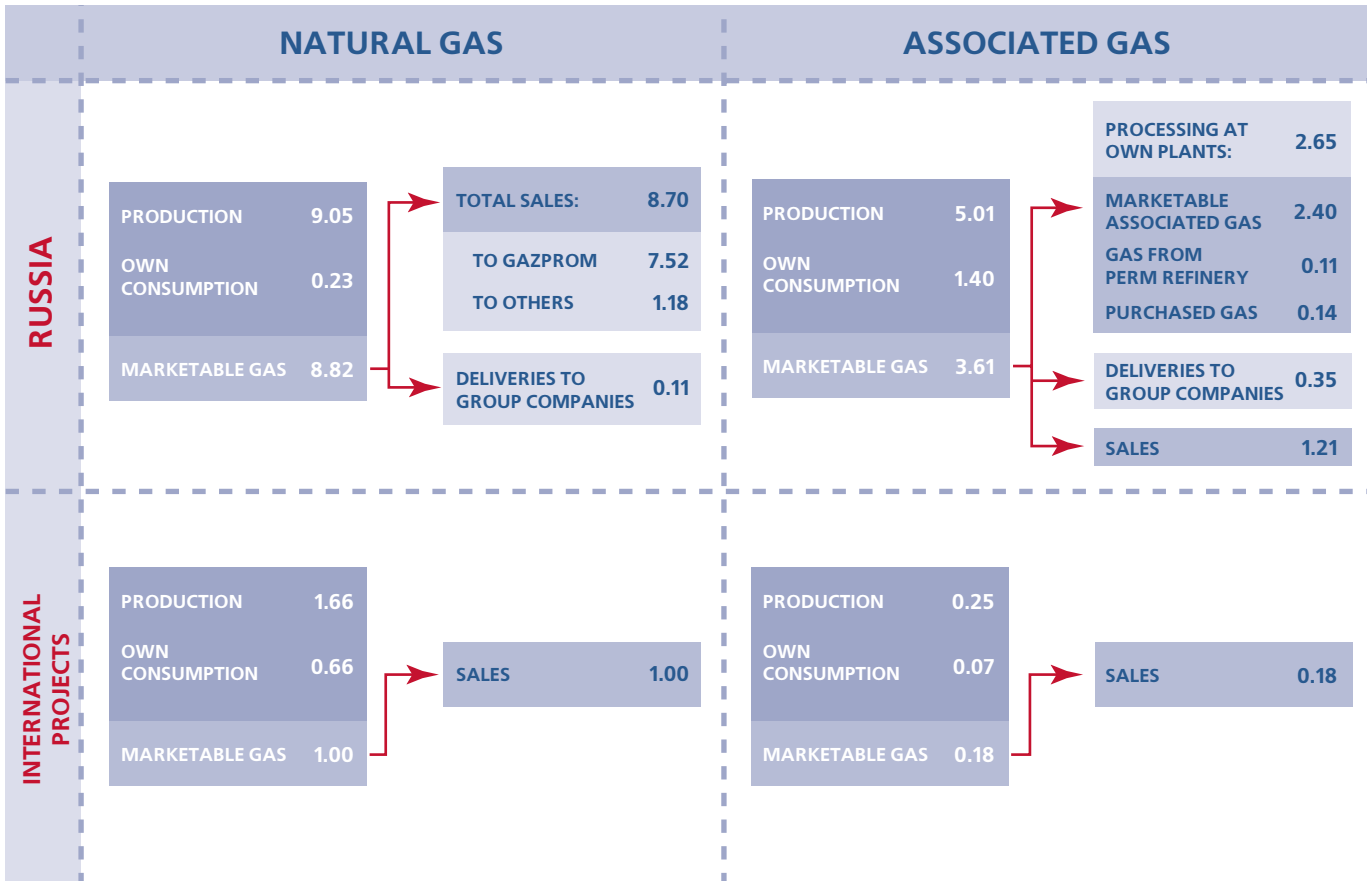 NATURAL GAS
ASSOCIATED GAS
RUSSIA
PRODUCTION 9.05
OWN
CONSUMPTION 0.23
MARKETABLE GAS 8.82
TOTAL SALES: 8.70
TO GAZPROM 7.52
TO OTHERS 1.18
DELIVERIES TO
GROUP COMPANIES 0.11
PRODUCTION 5.01
OWN
CONSUMPTION 1.40
MARKETABLE GAS 3.61
PROCESSING AT
OWN PLANTS: 2.65
MARKETABLE
ASSOCIATED GAS 2.40
GAS FROM
PERM REFINERY 0.11
PURCHASED GAS 0.14
DELIVERIES TO
GROUP COMPANIES 0.35
SALES 1.21
INTERNATIONAL
PROJECTS
PRODUCTION 1.66
OWN
CONSUMPTION 0.66
MARKETABLE GAS 1.00
SALES 1.00
PRODUCTION 0.25
OWN
CONSUMPTION 0.07
MARKETABLE GAS 0.18
SALES 0.18